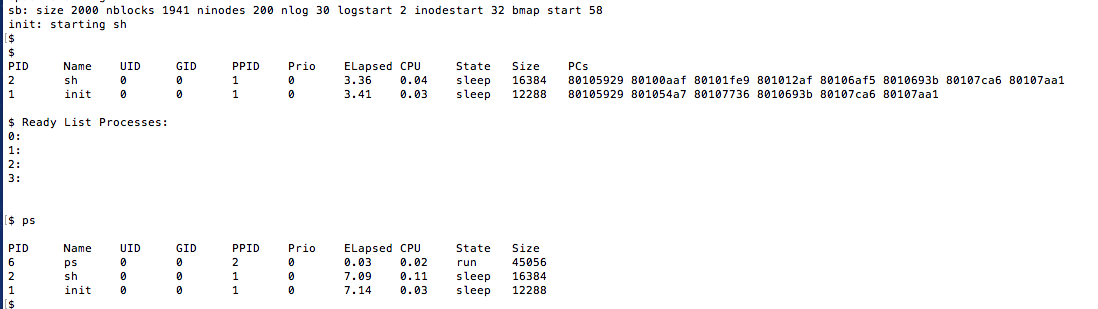 sb: size 2000 nblocks 1941 ninodes 200 nlog 30 logstart 2 inodestart 32 bmap start 58
init: starting sh
$
$
PID Name UID GID PPID Prio ELapsed CPU State Size PCs
2 sh 0 0 1 0 3.36 0.04 sleep 16384 80105929 80100aaf 80101fe9 801012af 80106af5 8010693b 80107ca6 80107aa1
1 init 0 0 1 0 3.41 0.03 sleep 12288 80105929 801054a7 80107736 8010693b 80107ca6 80107aa1
$ Ready List Processes:
0:
1:
2:
3:
$ ps
PID Name UID GID PPID Prio ELapsed CPU State Size
6 ps 0 0 2 0 0.03 0.02 run 45056
2 sh 0 0 1 0 7.09 0.11 sleep 16384
1 init 0 0 1 0 7.14 0.03 sleep 12288
$